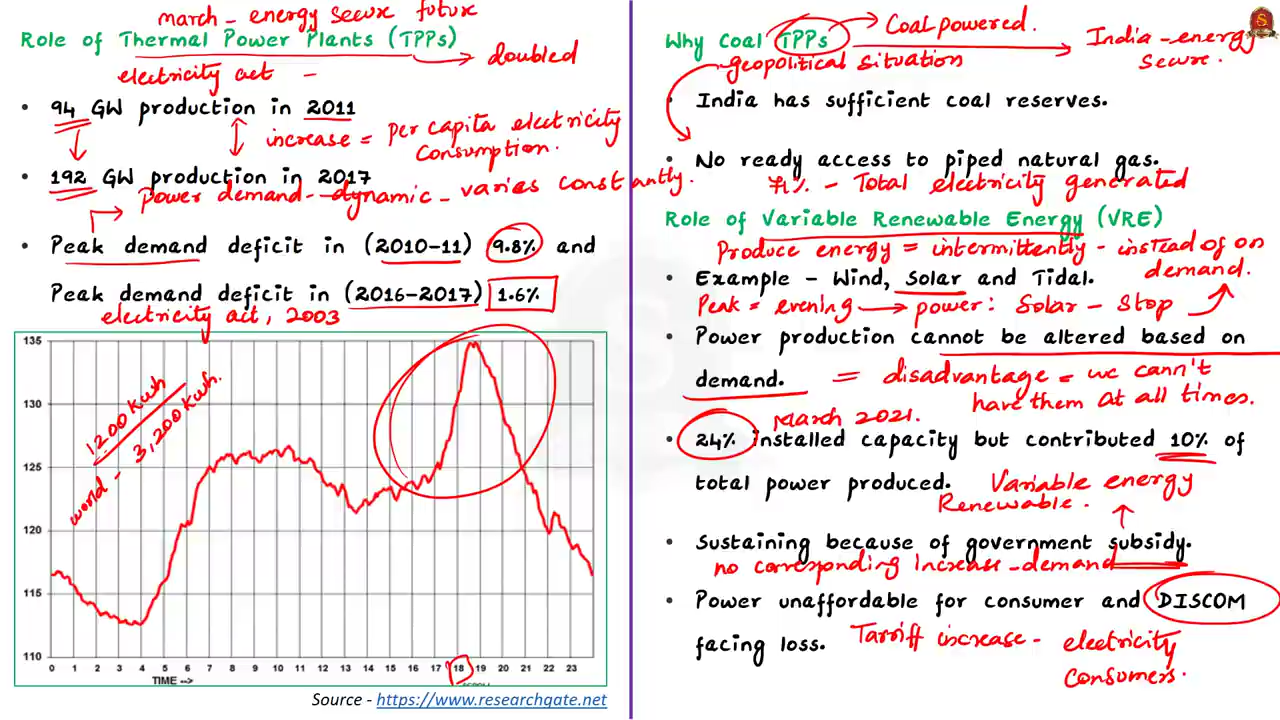 march - energy secure future
Role of Thermal Power Plants (TPPs)
doubled
electricity act -
• 94 GW production in 2011
increase = Per capita electricity
Consumption.
• 192 GW production in 2017
power demand - dynamic - varies constantly.
• Peak demand deficit in (2010-11) 9.8% and
Peak demand deficit in (2016-2017) 1.6%
electricity act, 2003
135
130
125
120
115
110
1200 Kwh
world - 3,200 Kwh.
0 1 2 3 4 6 7 8 9 10 11 12 13 14 15 16 17 18 19 20 21 22 23
TIME -->
Source - https://www.researchgate.net
Why Coal TPPs
Coal powered.
India - energy
secure.
geopolitical situation
• India has sufficient coal reserves.
• No ready access to piped natural gas.
71% - Total electricity generated
Role of Variable Renewable Energy (VRE)
Produce energy = intermittently - instead of on
demand.
• Example - Wind, Solar and Tidal.
Peak = evening power: Solar - Stop
• Power production cannot be altered based on
demand. = disadvantage = we cann't
have them at all times.
March 2021.
• 24% installed capacity but contributed 10% of
total power produced. Variable energy
Renewable.
• Sustaining because of government subsidy.
no corresponding increase - demand
• Power unaffordable for consumer and DISCOM
facing loss. Tarriff increase - electricity
consumers.